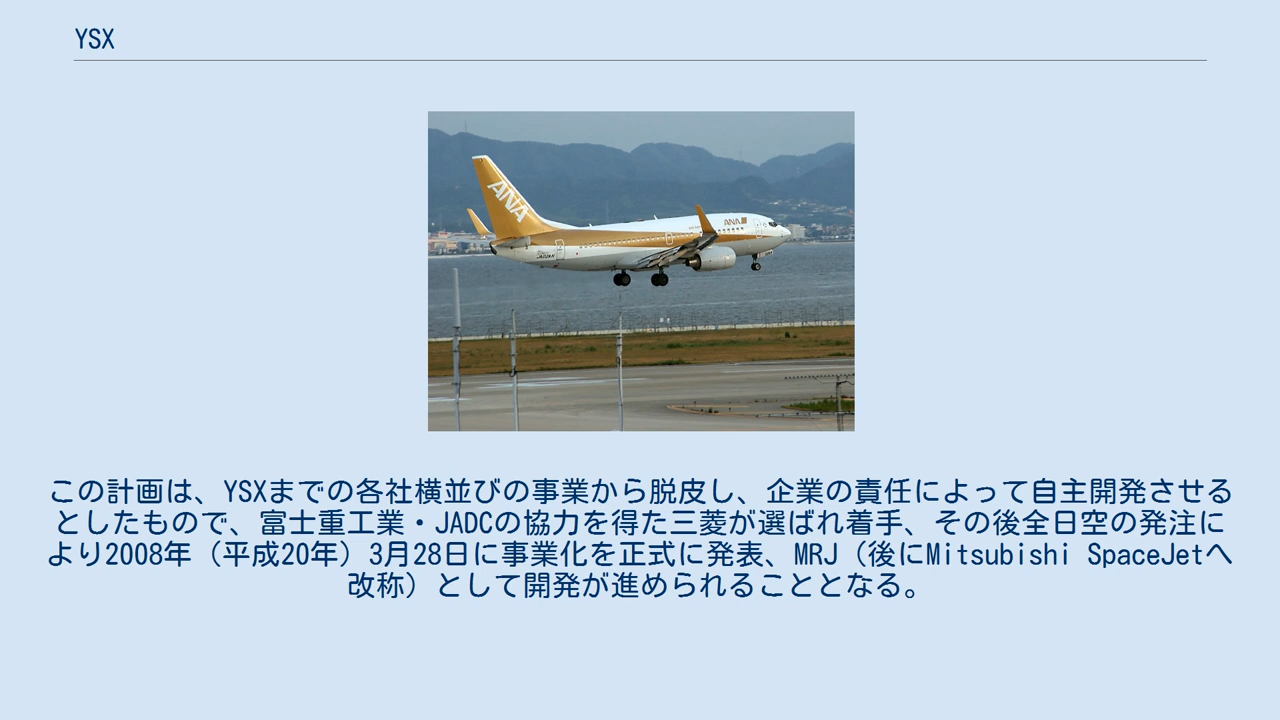 YSX
ANA
ANA
この計画は、YSXまでの各社横並びの事業から脱皮し、企業の責任によって自主開発させる
としたもので、富士重工業・JADCの協力を得た三菱が選ばれ着手、その後全日空の発注に
より2008年（平成20年）3月28日に事業化を正式に発表、MRJ（後にMitsubishi SpaceJetへ
改称）として開発が進められることとなる。